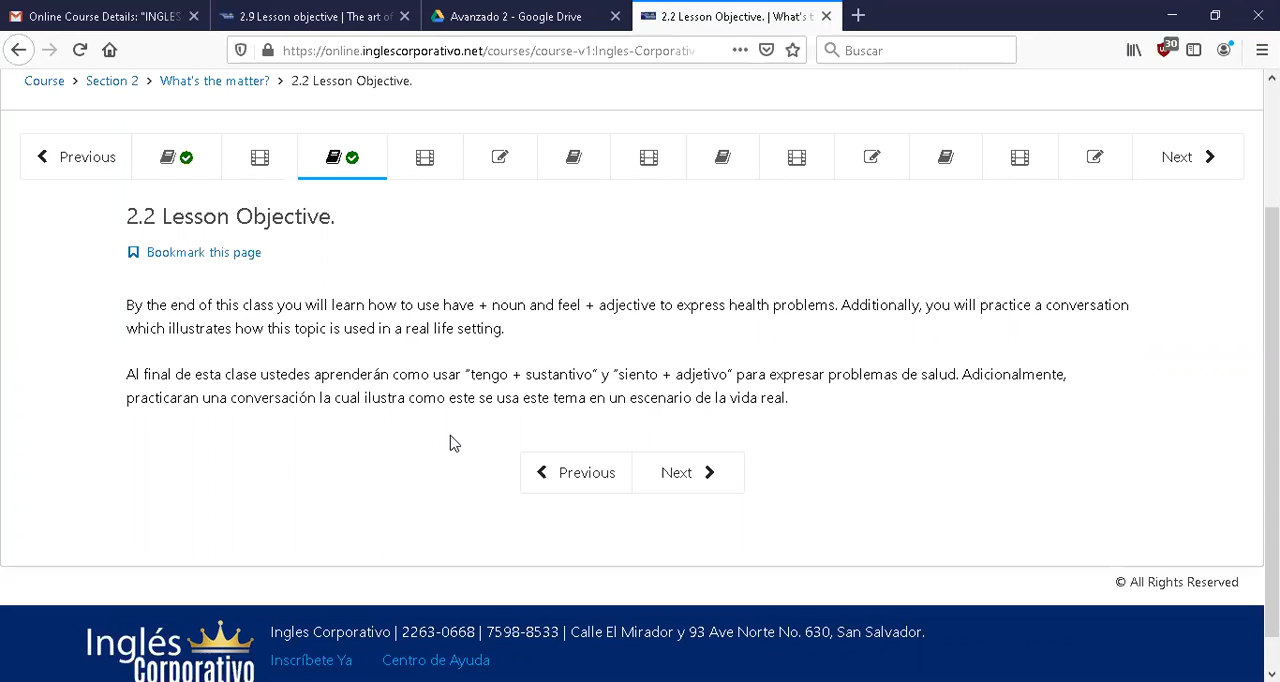 Online Course Details: "INGLES
2.9 Lesson objective | The art of
Avanzado 2 - Google Drive
2.2 Lesson Objective. | What's t
https://online.inglescorporativo.net/courses/course-v1:Ingles-Corporativ
Buscar
30
Course
Section 2
What's the matter?
2.2 Lesson Objective.
Previous
Next
2.2 Lesson Objective.
Bookmark this page
By the end of this class you will learn how to use have + noun and feel + adjective to express health problems. Additionally, you will practice a conversation
which illustrates how this topic is used in a real life setting.
Al final de esta clase ustedes aprenderán como usar "tengo + sustantivo" y "siento + adjetivo" para expresar problemas de salud. Adicionalmente,
practicaran una conversación la cual ilustra como este se usa este tema en un escenario de la vida real.
Previous
Next
© All Rights Reserved
Inglés
Corporativo
Ingles Corporativo | 2263-0668 | 7598-8533 | Calle El Mirador y 93 Ave Norte No. 630, San Salvador.
Inscríbete Ya
Centro de Ayuda